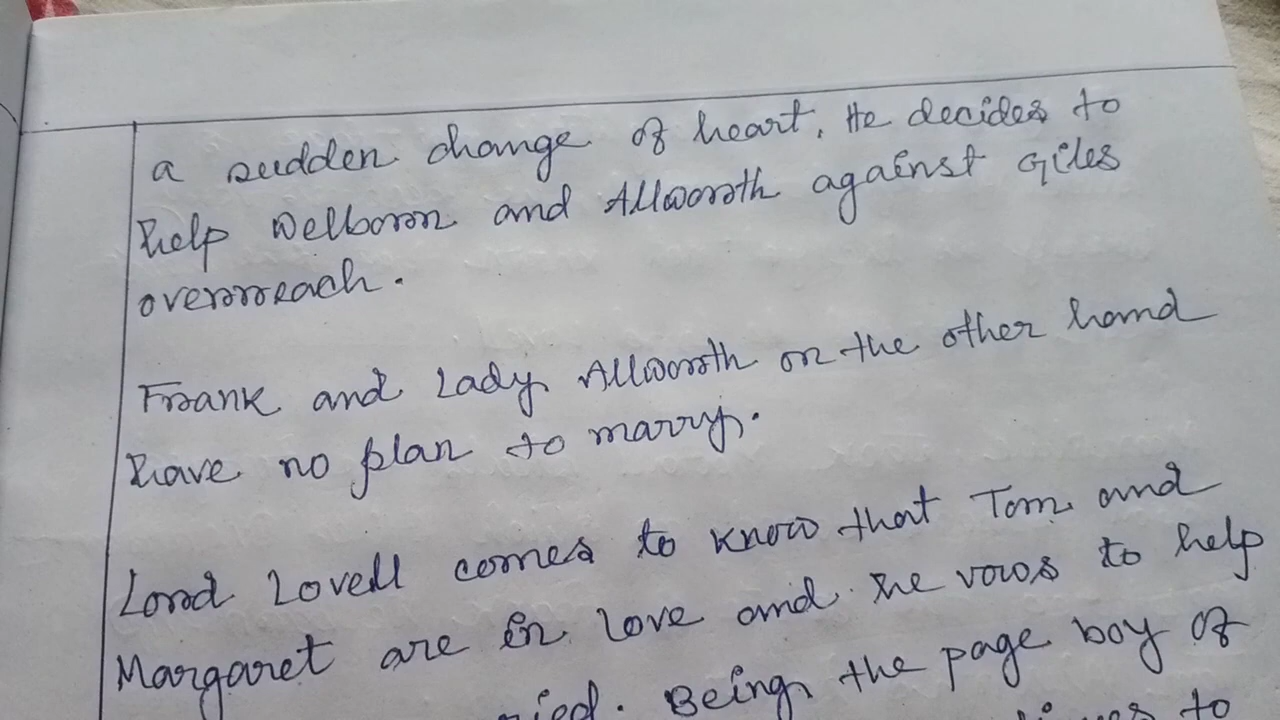 a sudden change of heart. He decides to
help Welborn and Allworth against Giles
overreach.
Frank and Lady Allworth on the other hand
have no plan to marry.
Lord Lovell comes to know that Tom and
Margaret are in love and he vows to help
Being the page boy of
to